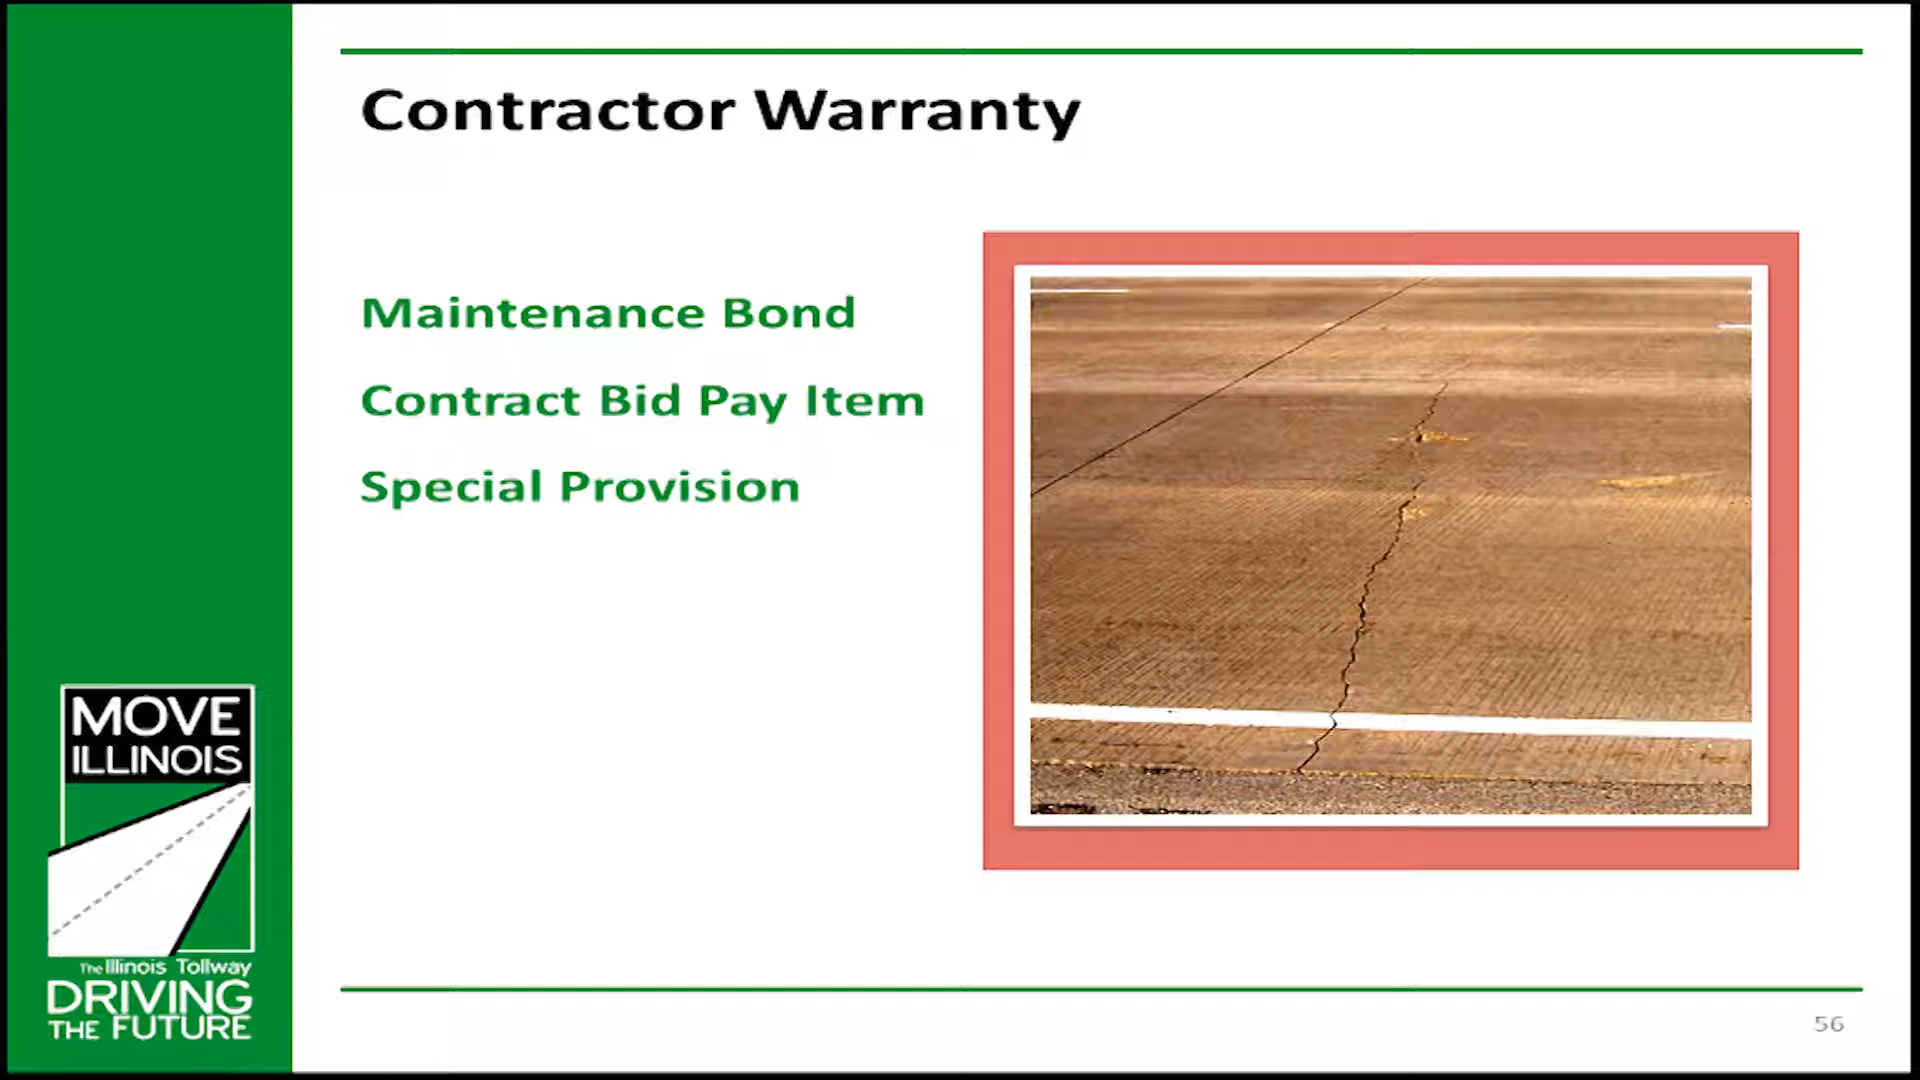 Contractor Warranty
Maintenance Bond
Contract Bid Pay Item
Special Provision
MOVE
ILLINOIS
The Illinois Tollway
DRIVING
THE FUTURE
56